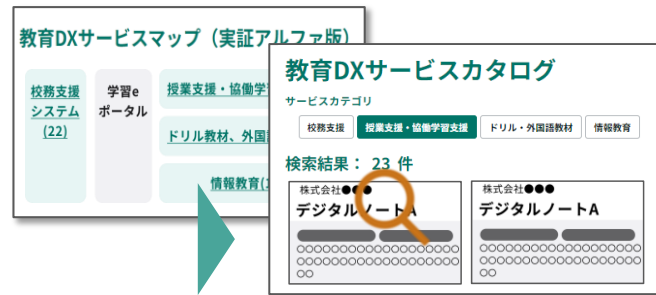 教育DXサービスマップ（実証アルファ版）
校務支援
システム
(22)
学習e
ポータル
授業支援・協働学
ドリル教材、外国
情報教育(
教育DXサービスカタログ
サービスカテゴリ
校務支援
授業支援・協働学習支援
ドリル・外国語教材
情報教育
検索結果： 23 件
株式会社●●●
デジタルノートA
○○○○○○○○○○○○○○○○○○○○
○○○○○○○○○○○○○○○○○○○○
○○
株式会社●●●
デジタルノートA
○○○○○○○○○○○○○○○○○○○○
○○○○○○○○○○○○○○○○○○○○
○○